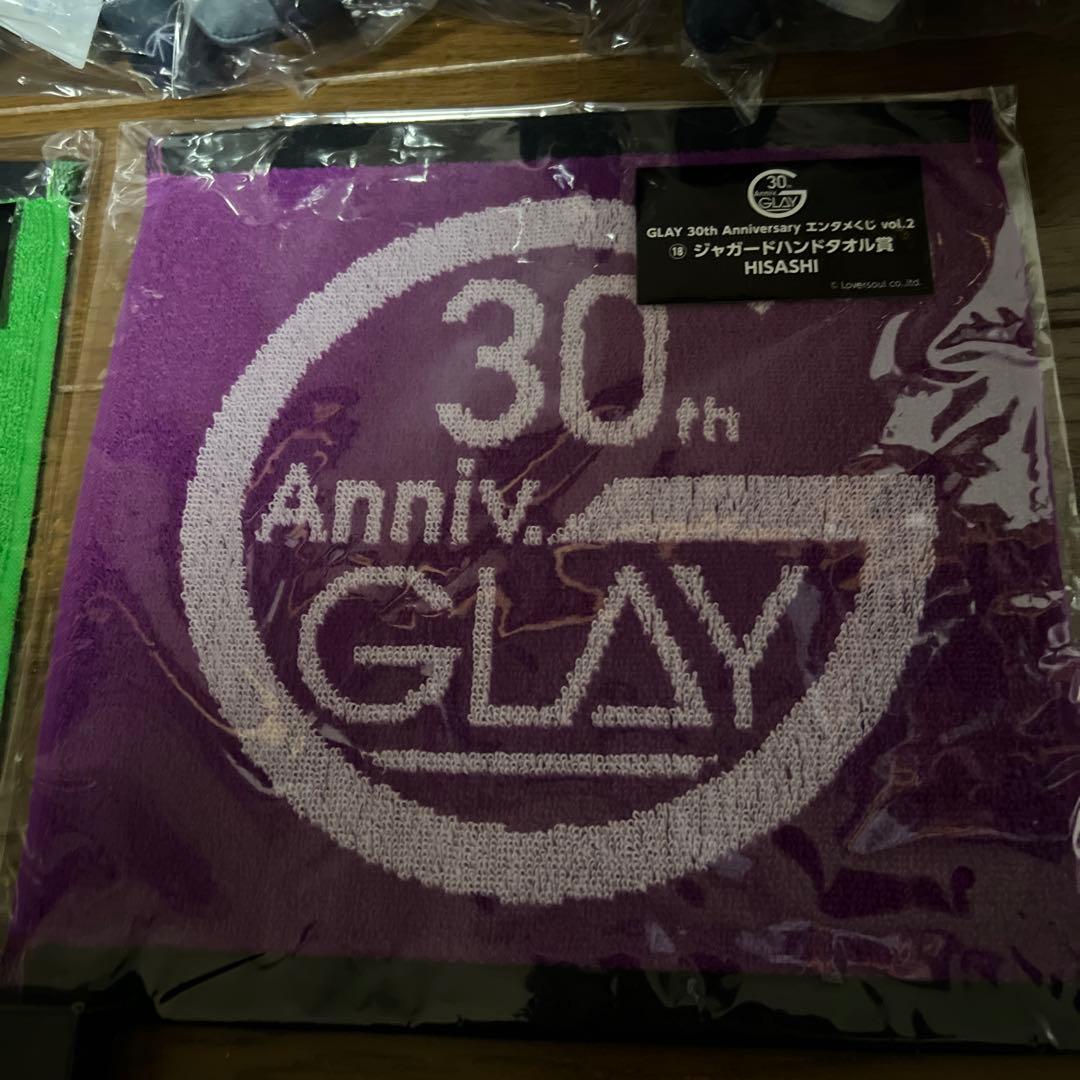 30th
Anniv.
GLAY
GLAY 30th Anniversary エンタメくじ vol.2
⑱ ジャガードハンドタオル賞
HISASHI
© Loversoul co.,ltd.
30th
Anniv.
GLAY